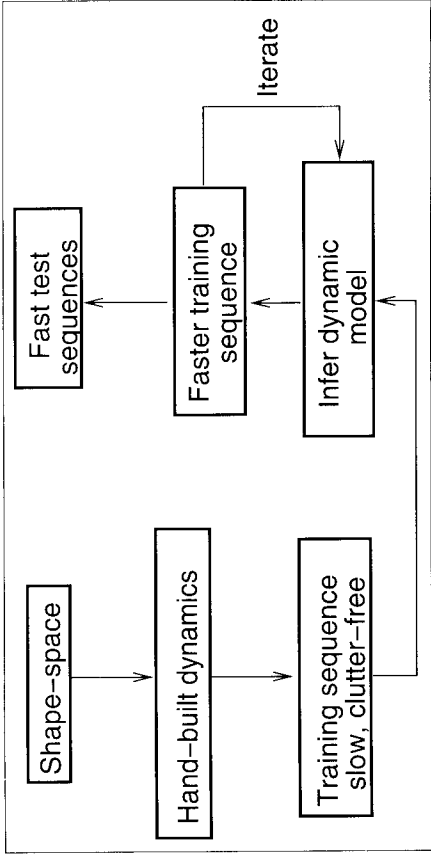 Shape-space
Hand-built dynamics
Training sequence
slow, clutter-free
Infer dynamic
model
Faster training
sequence
Iterate
Fast test
sequences